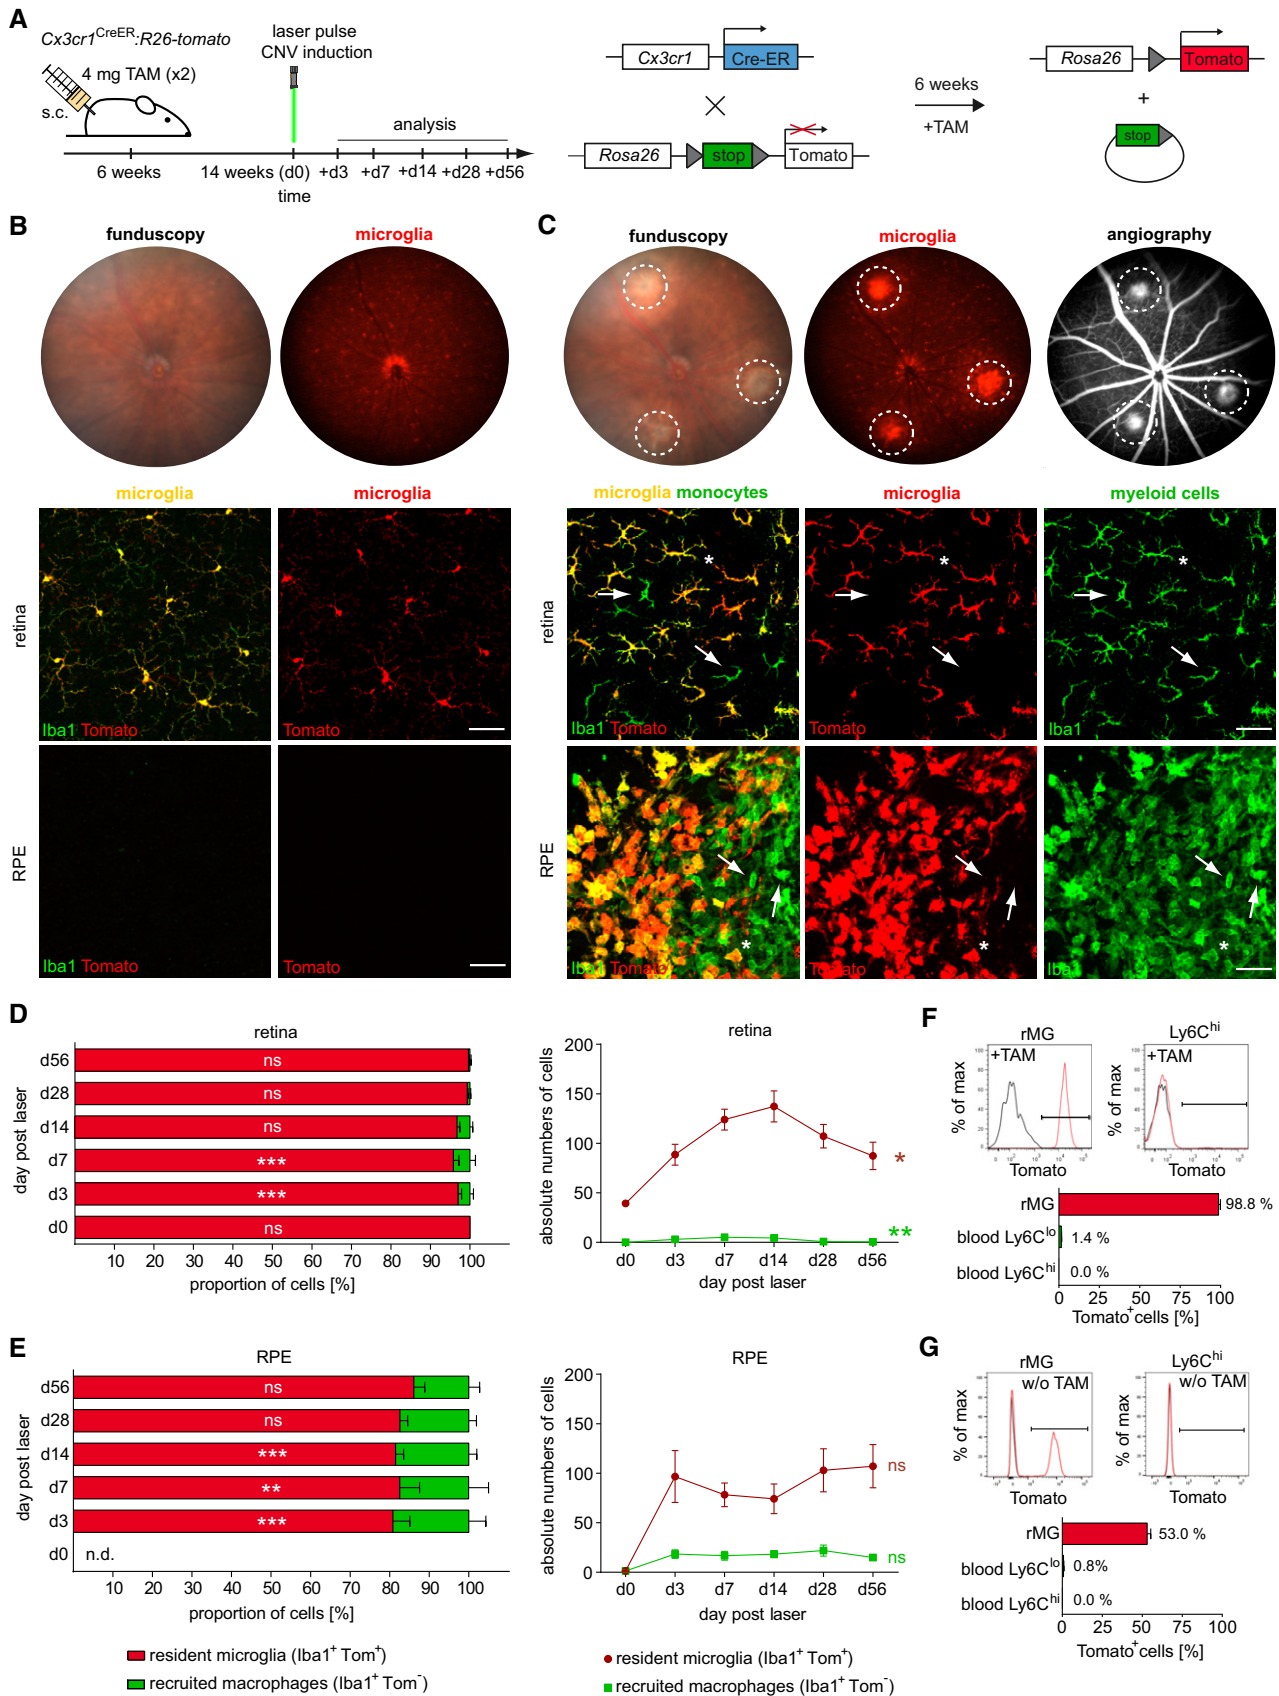 A
Cx3cr1CreER:R26-tomato
4 mg TAM (x2)
s.c.
laser pulse
CNV induction
analysis
6 weeks
14 weeks (d0)
+d3
+d7
+d14
+d28
+d56
time
Cx3cr1
Cre-ER
Rosa26
stop
Tomato
6 weeks
+TAM
Rosa26
Tomato
+
stop
B
funduscopy
microglia
microglia
microglia
retina
Iba1 Tomato
Tomato
RPE
Iba1 Tomato
Tomato
C
funduscopy
microglia
angiography
microglia monocytes
microglia
myeloid cells
retina
*
*
*
Iba1 Tomato
Tomato
Iba1
RPE
*
*
*
Iba1 Tomato
Tomato
Iba1
D
retina
day post laser
d56
ns
d28
ns
d14
ns
d7
***
d3
***
d0
ns
10 20 30 40 50 60 70 80 90 100
proportion of cells [%]
retina
absolute numbers of cells
200
150
100
50
0
*
**
d0 d3 d7 d14 d28 d56
day post laser
E
RPE
day post laser
d56
ns
d28
ns
d14
***
d7
**
d3
***
d0
n.d.
10 20 30 40 50 60 70 80 90 100
proportion of cells [%]
resident microglia (Iba1+ Tom+)
recruited macrophages (Iba1+ Tom-)
RPE
absolute numbers of cells
200
150
100
50
0
ns
ns
d0 d3 d7 d14 d28 d56
day post laser
resident microglia (Iba1+ Tom+)
recruited macrophages (Iba1+ Tom-)
F
rMG
Ly6Chi
+TAM
+TAM
% of max
% of max
Tomato
Tomato
rMG
98.8 %
blood Ly6Clo
1.4 %
blood Ly6Chi
0.0 %
0 25 50 75 100
Tomato+cells [%]
G
rMG
Ly6Chi
w/o TAM
w/o TAM
% of max
% of max
Tomato
Tomato
rMG
53.0 %
blood Ly6Clo
0.8%
blood Ly6Chi
0.0 %
0 25 50 75 100
Tomato+cells [%]